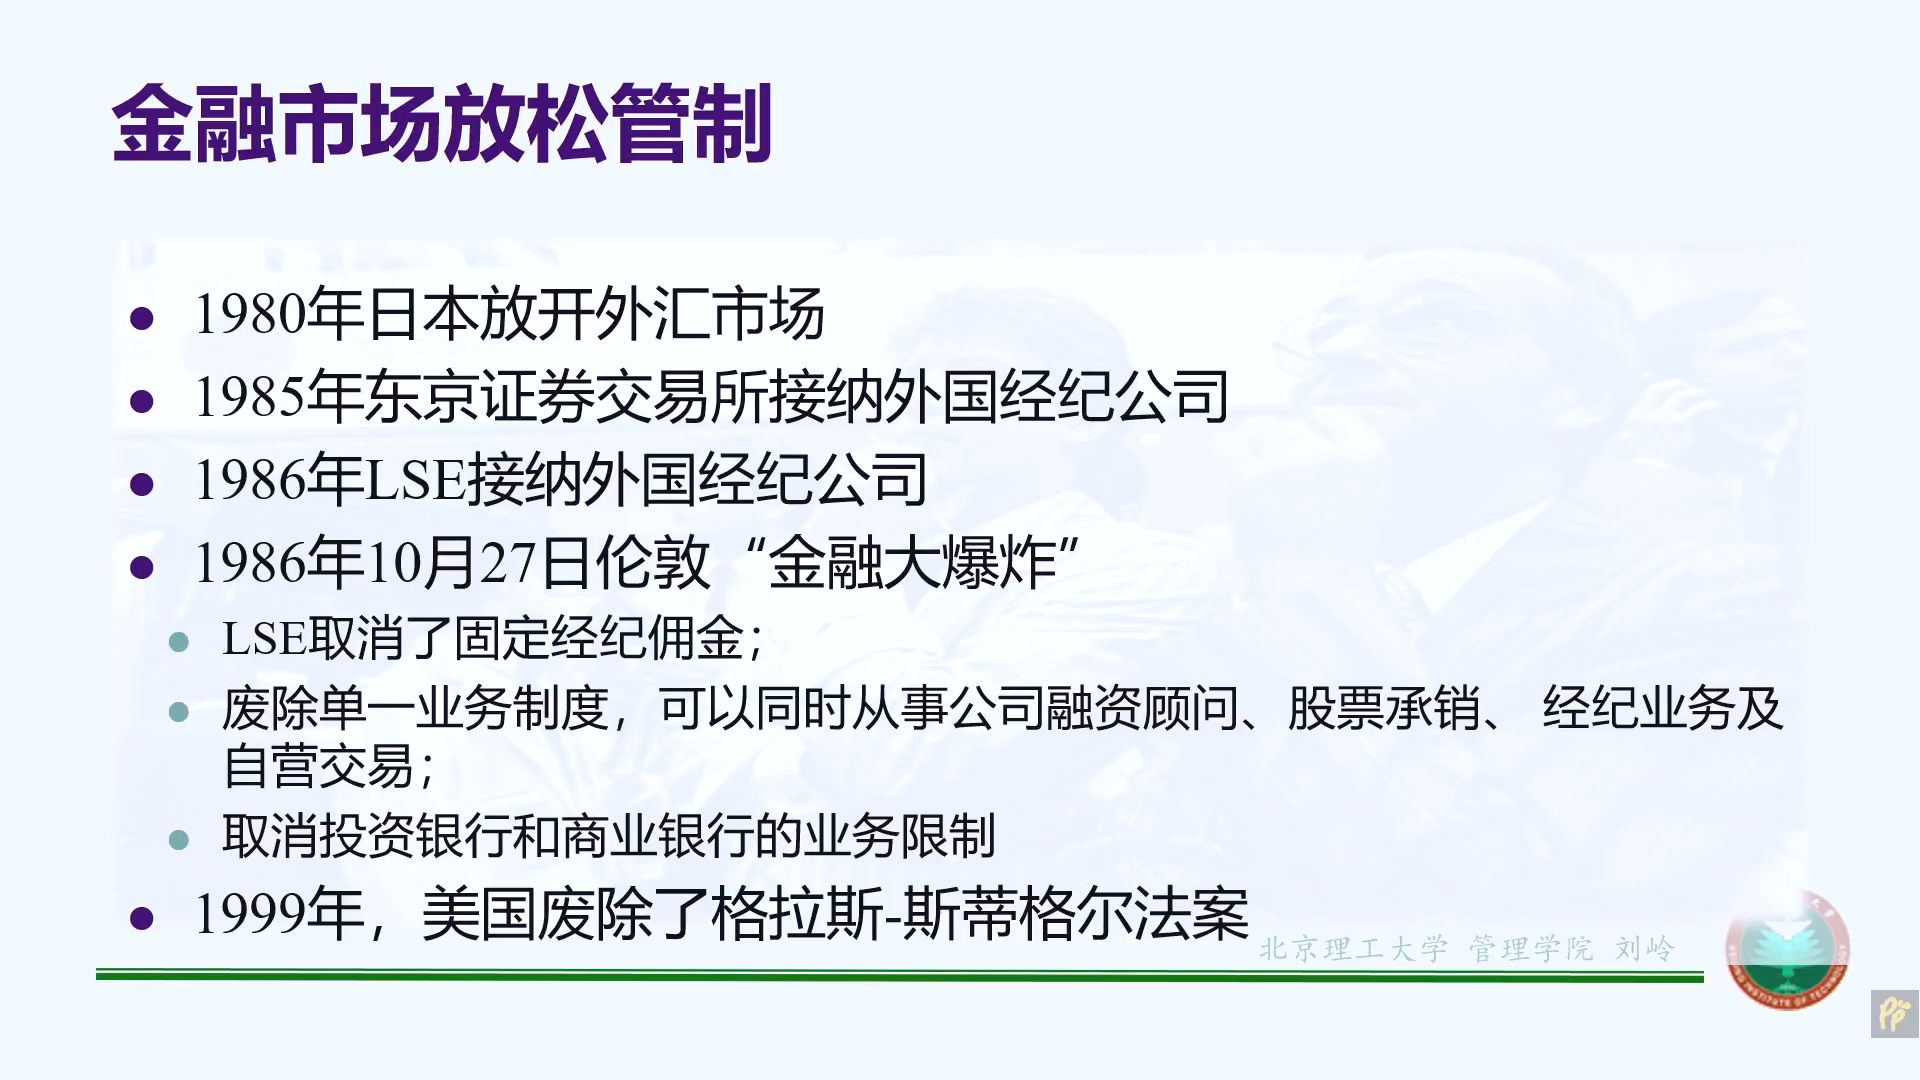 金融市场放松管制
1980年日本放开外汇市场
1985年东京证券交易所接纳外国经纪公司
1986年LSE接纳外国经纪公司
1986年10月27日伦敦“金融大爆炸”
LSE取消了固定经纪佣金；
废除单一业务制度，可以同时从事公司融资顾问、股票承销、 经纪业务及
自营交易；
取消投资银行和商业银行的业务限制
1999年，美国废除了格拉斯-斯蒂格尔法案
北京理工大学 管理学院 刘岭